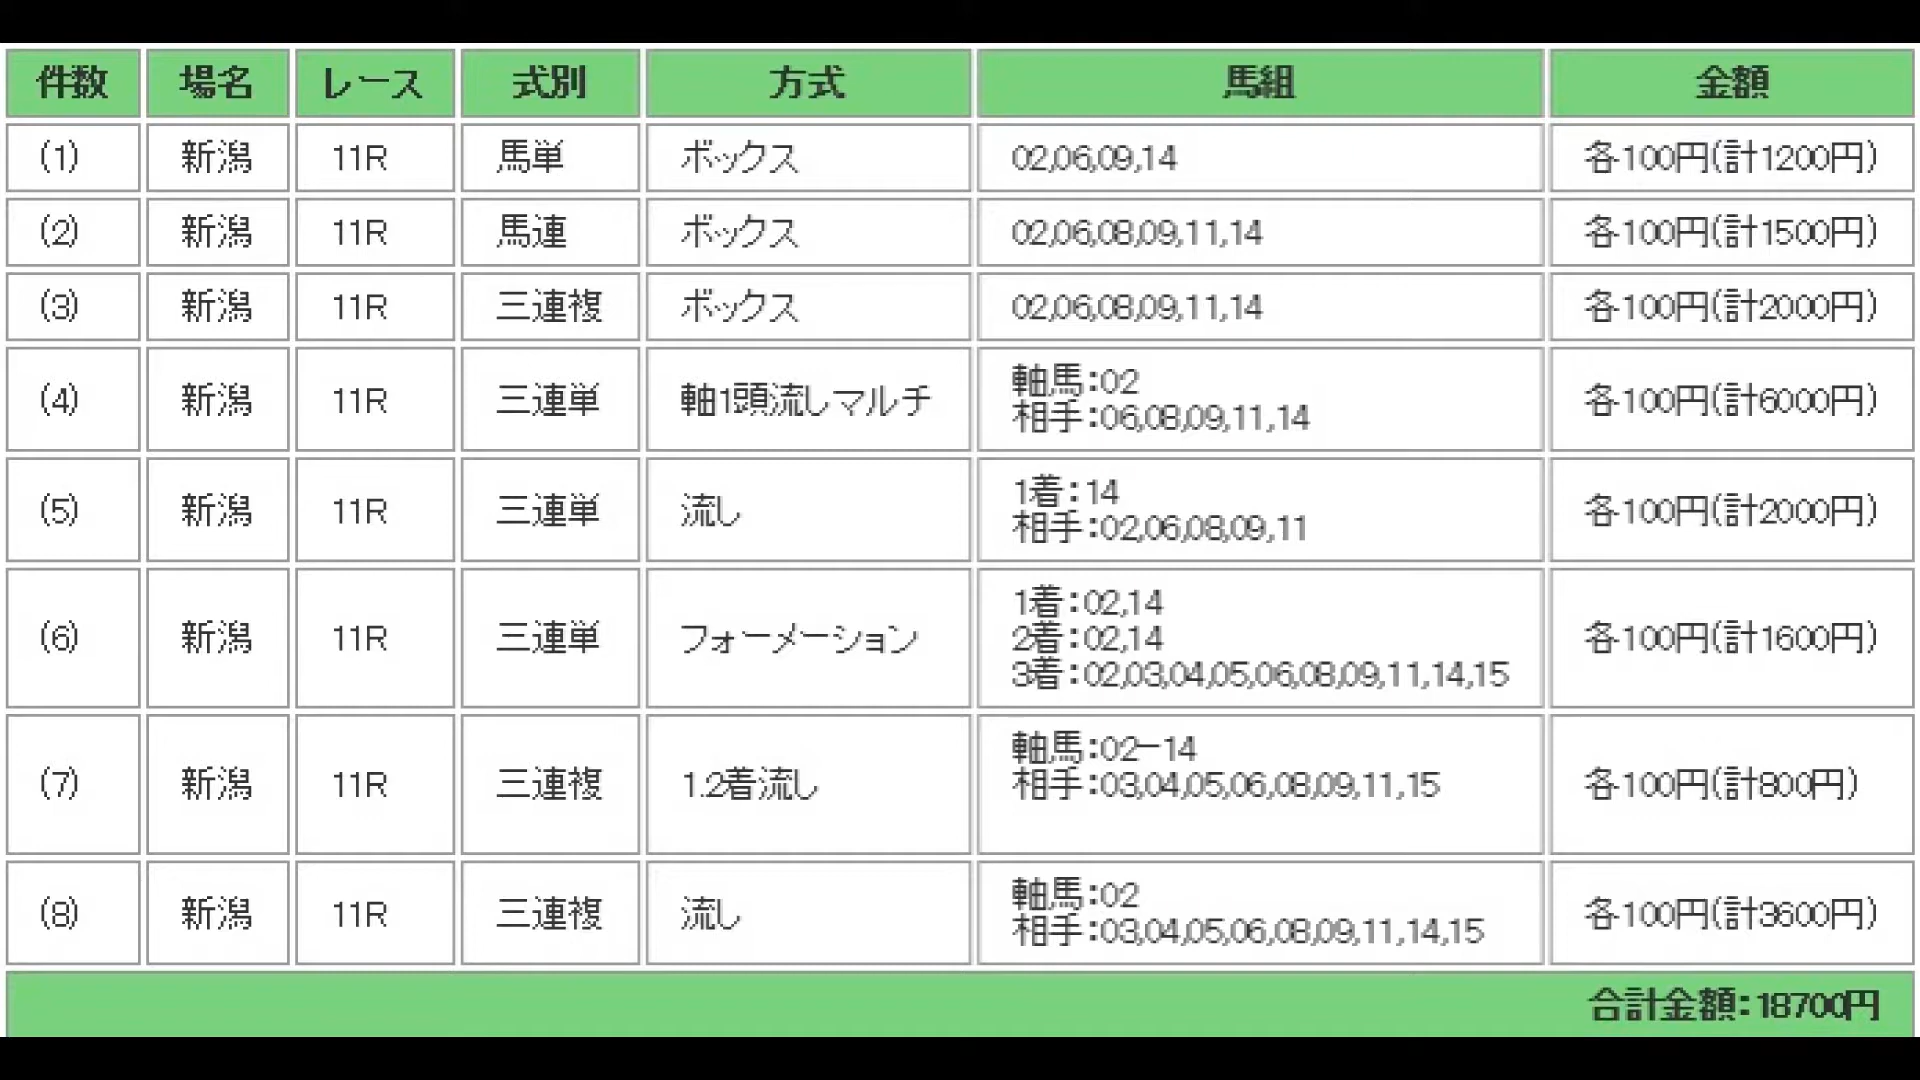 件数 場名 レース 式別 方式 馬組 金額
(1) 新潟 11R 馬単 ボックス 02,06,09,14 各100円(計1200円)
(2) 新潟 11R 馬連 ボックス 02,06,08,09,11,14 各100円(計1500円)
(3) 新潟 11R 三連複 ボックス 02,06,08,09,11,14 各100円(計2000円)
(4) 新潟 11R 三連単 軸1頭流しマルチ 軸馬:02
相手:06,08,09,11,14 各100円(計6000円)
(5) 新潟 11R 三連単 流し 1着:14
相手:02,06,08,09,11 各100円(計2000円)
(6) 新潟 11R 三連単 フォーメーション 1着:02,14
2着:02,14
3着:02,03,04,05,06,08,09,11,14,15 各100円(計1600円)
(7) 新潟 11R 三連複 1.2着流し 軸馬:02−14
相手:03,04,05,06,08,09,11,15 各100円(計800円)
(8) 新潟 11R 三連複 流し 軸馬:02
相手:03,04,05,06,08,09,11,14,15 各100円(計3600円)
合計金額:18700円